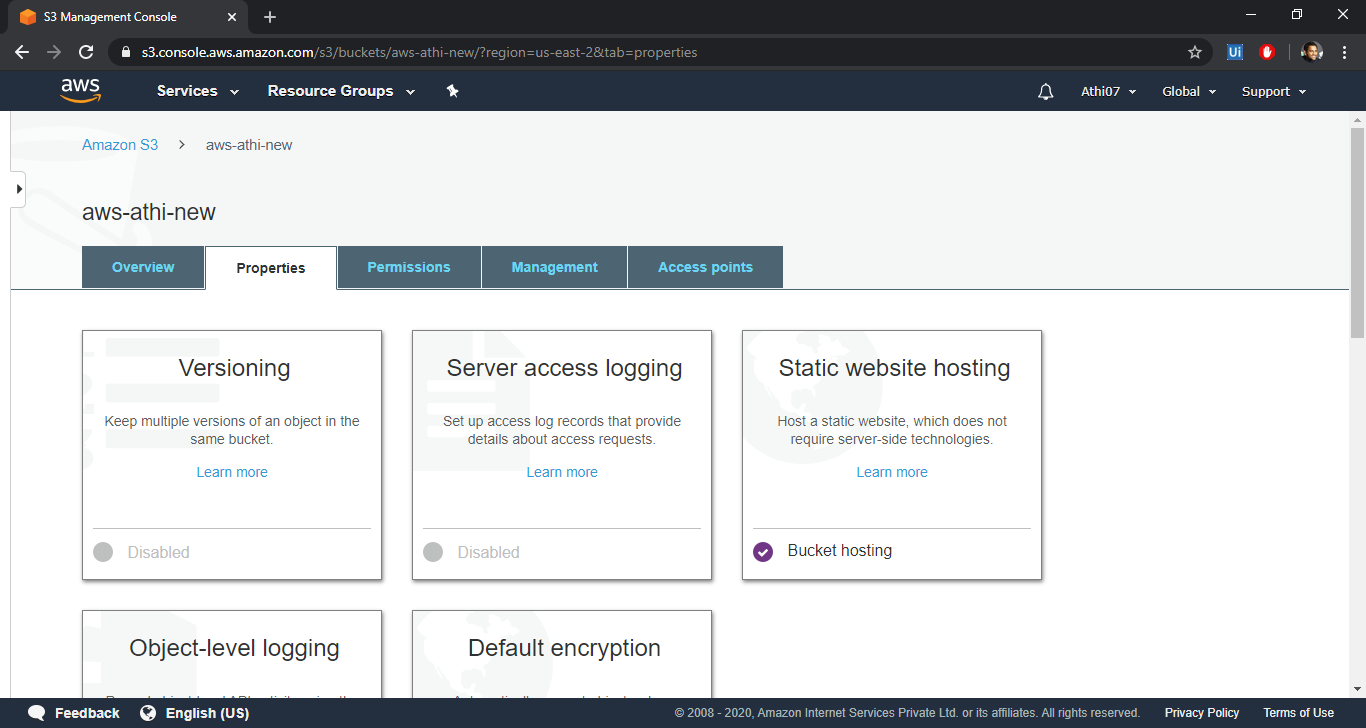 S3 Management Console
s3.console.aws.amazon.com/s3/buckets/aws-athi-new/?region=us-east-2&tab=properties
Ui
aws
Services
Resource Groups
Athi07
Global
Support
Amazon S3 > aws-athi-new
aws-athi-new
Overview
Properties
Permissions
Management
Access points
Versioning
Keep multiple versions of an object in the
same bucket.
Learn more
Disabled
Server access logging
Set up access log records that provide
details about access requests.
Learn more
Disabled
Static website hosting
Host a static website, which does not
require server-side technologies.
Learn more
Bucket hosting
Object-level logging
Default encryption
Feedback
English (US)
© 2008 - 2020, Amazon Internet Services Private Ltd. or its affiliates. All rights reserved.
Privacy Policy
Terms of Use